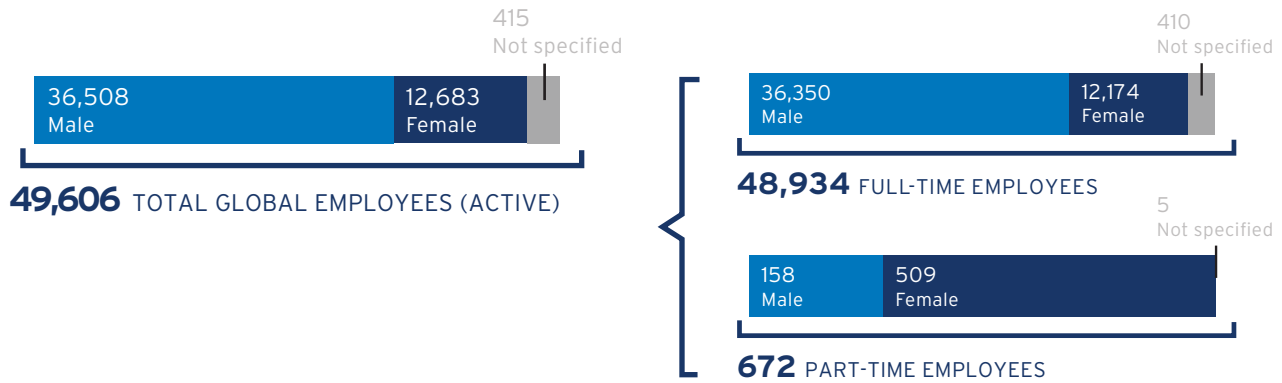 415
Not specified
36,508
Male
12,683
Female
49,606 TOTAL GLOBAL EMPLOYEES (ACTIVE)
410
Not specified
36,350
Male
12,174
Female
48,934 FULL-TIME EMPLOYEES
5
Not specified
158
Male
509
Female
672 PART-TIME EMPLOYEES